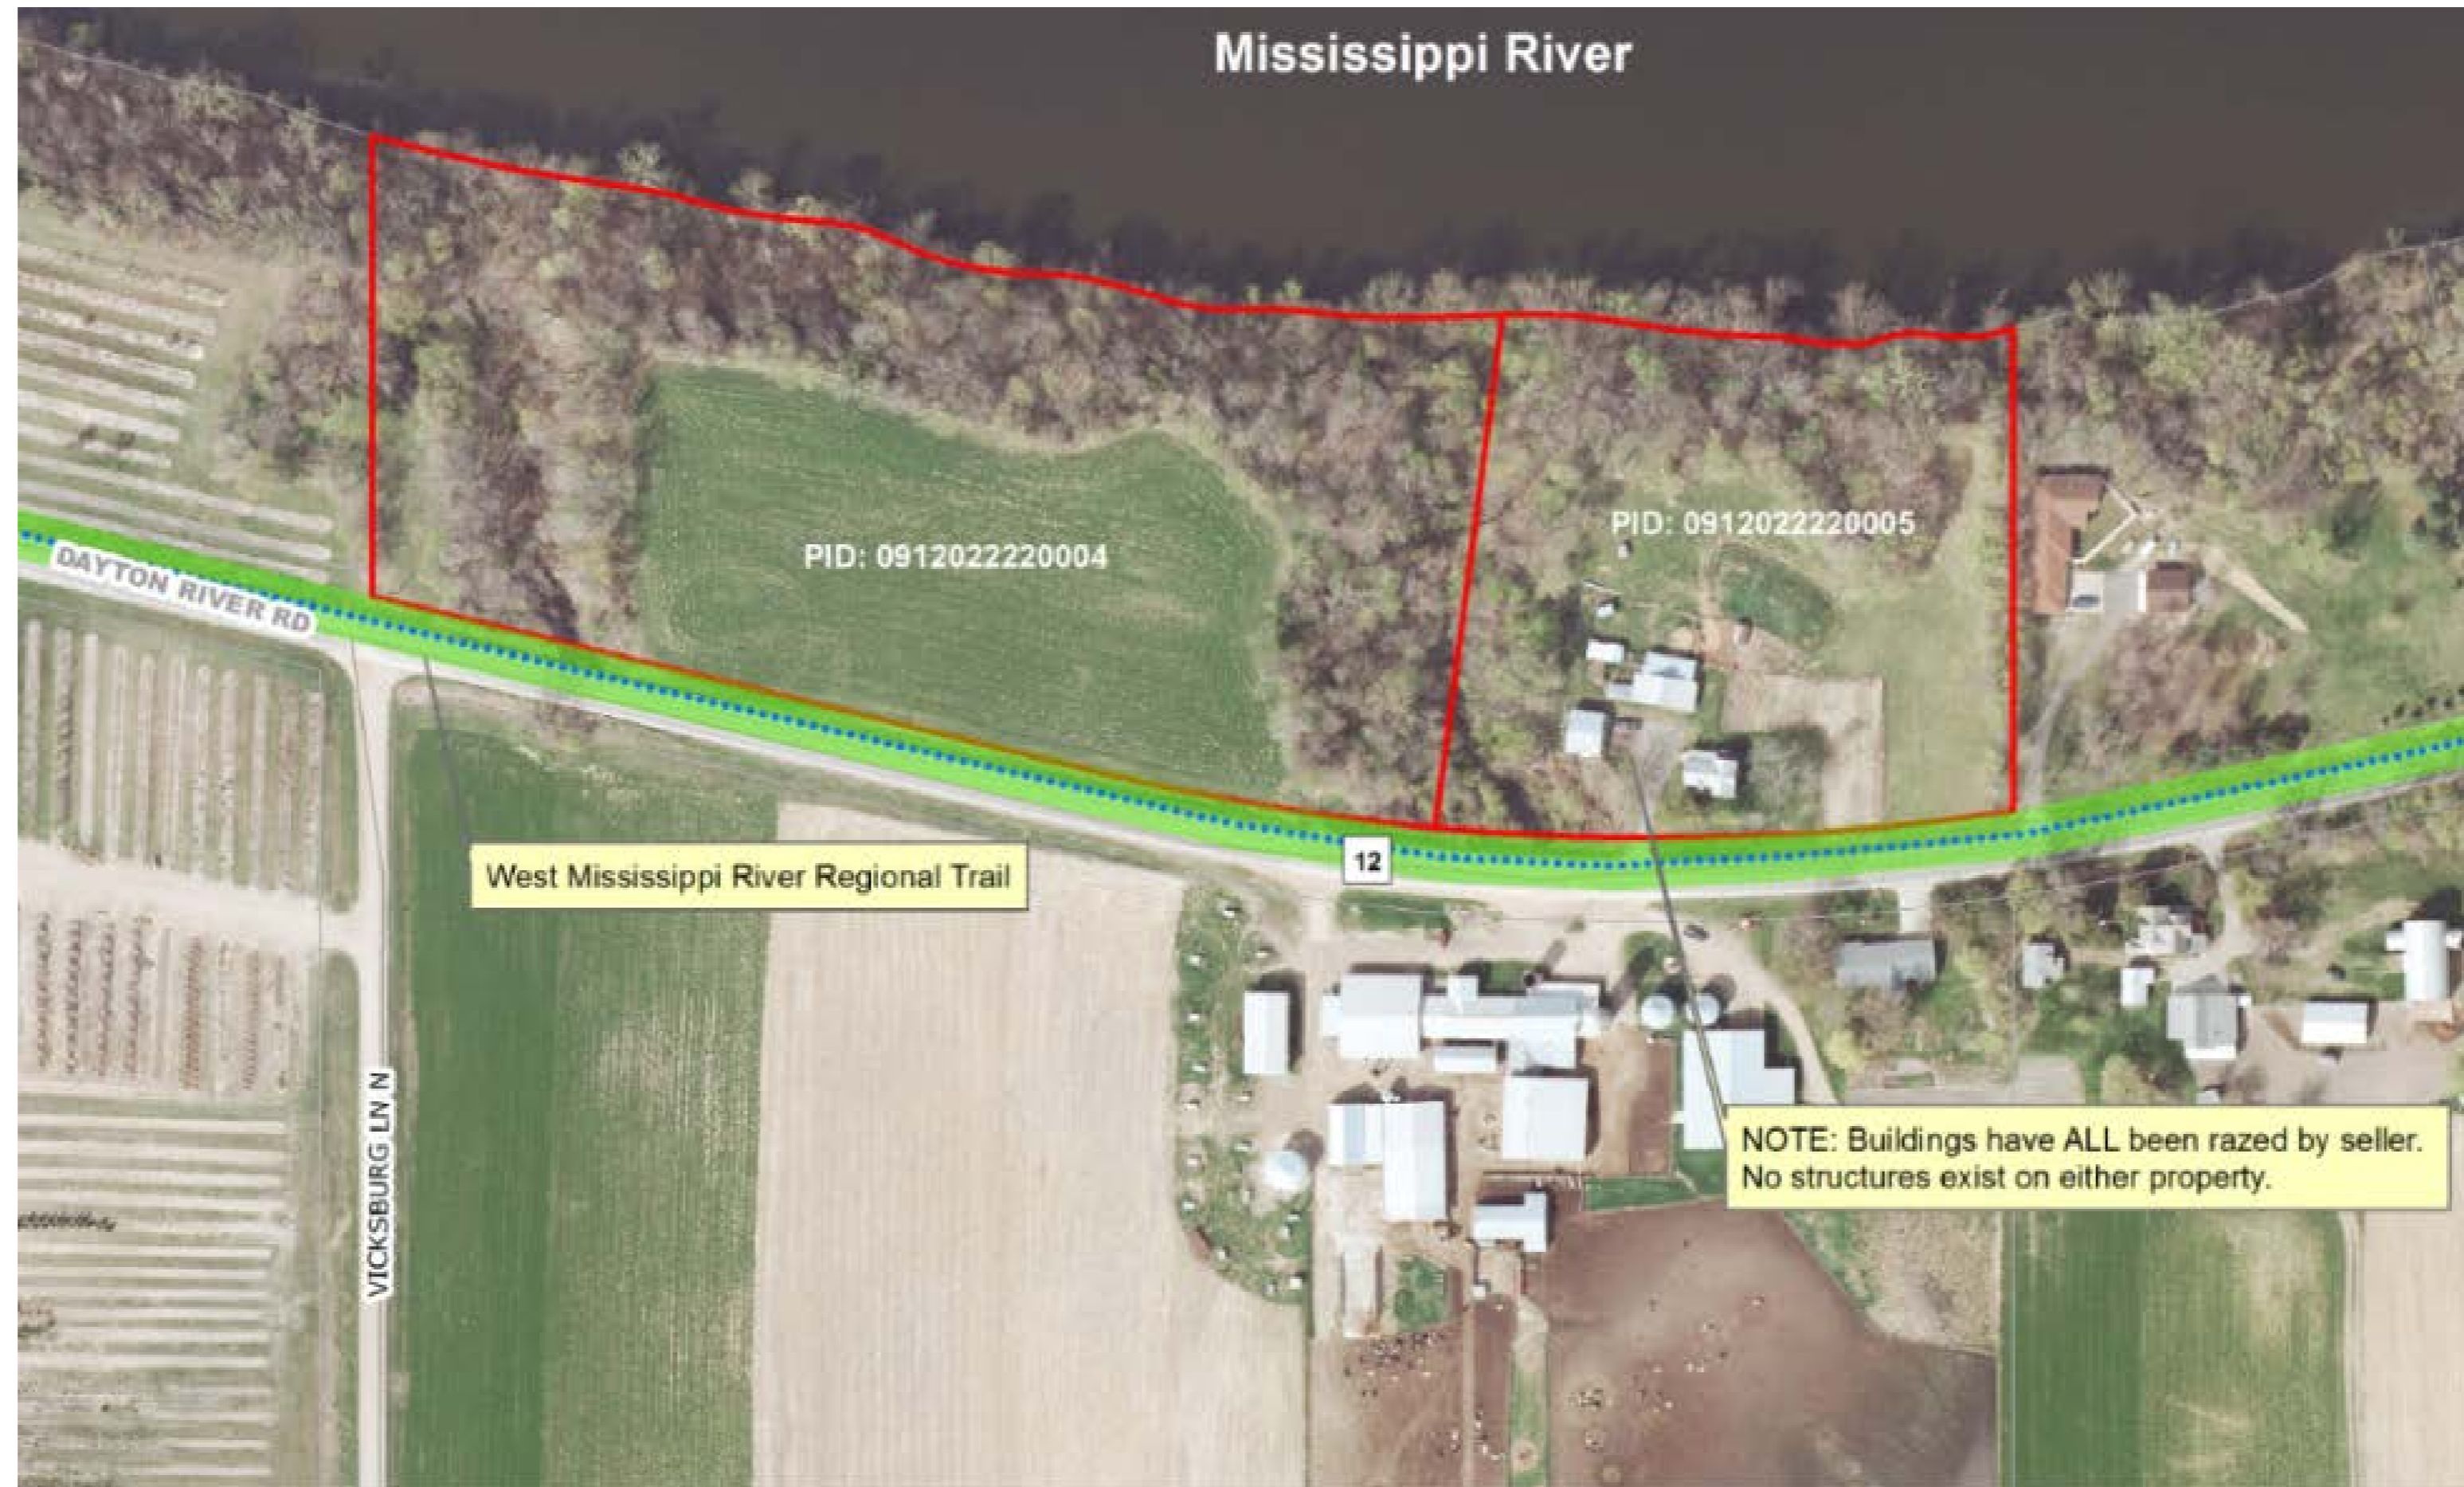 Mississippi River
PID: 0912022220005
PID: 0912022220004
DAYTON RIVER RD
12
West Mississippi River Regional Trail
VICKSBURG LN N
NOTE: Buildings have ALL been razed by seller.
No structures exist on either property.